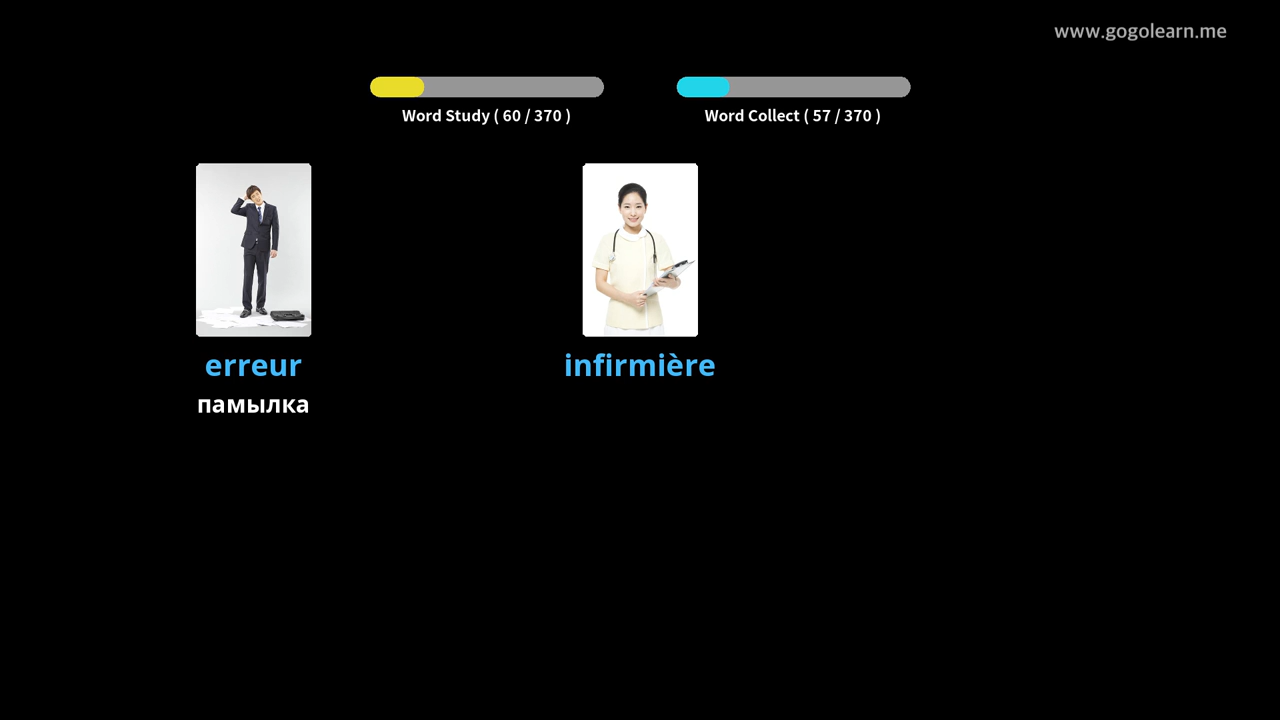 www.gogolearn.me
Word Study ( 60 / 370 )
Word Collect ( 57 / 370 )
erreur
памылка
infirmière